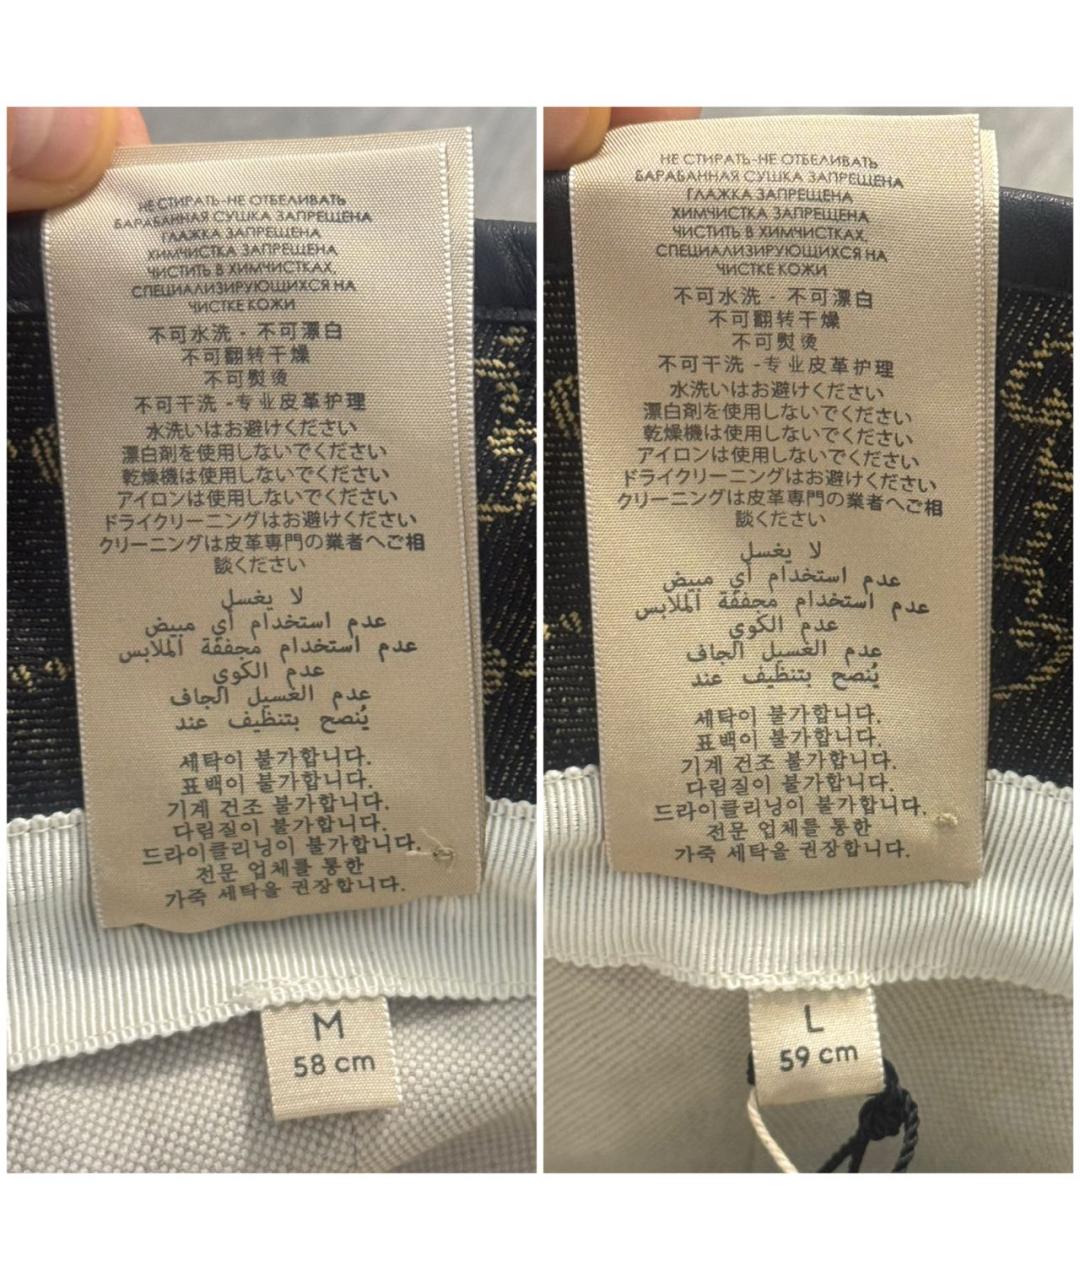 НЕ СТИРАТЬ-НЕ ОТБЕЛИВАТЬ
БАРАБАННАЯ СУШКА ЗАПРЕЩЕНА
ГЛАЖКА ЗАПРЕЩЕНА
ХИМЧИСТКА ЗАПРЕЩЕНА
ЧИСТИТЬ В ХИМЧИСТКАХ,
СПЕЦИАЛИЗИРУЮЩИХСЯ НА
ЧИСТКЕ КОЖИ
不可水洗 - 不可漂白
不可翻转干燥
不可熨烫
不可干洗 -专业皮革护理
水洗いはお避けください
漂白剤を使用しないでください
乾燥機は使用しないでください
アイロンは使用しないでください
ドライクリーニングはお避けください
クリーニングは皮革専門の業者へご相
談ください
لا يغسل
عدم استخدام أي مبيض
عدم استخدام مجففة الملابس
عدم الكوي
عدم الغسيل الجاف
يُنصح بتنظيف عند
세탁이 불가합니다.
표백이 불가합니다.
기계 건조 불가합니다.
다림질이 불가합니다.
드라이클리닝이 불가합니다.
전문 업체를 통한
가죽 세탁을 권장합니다.
M
58 cm
НЕ СТИРАТЬ-НЕ ОТБЕЛИВАТЬ
БАРАБАННАЯ СУШКА ЗАПРЕЩЕНА
ГЛАЖКА ЗАПРЕЩЕНА
ХИМЧИСТКА ЗАПРЕЩЕНА
ЧИСТИТЬ В ХИМЧИСТКАХ,
СПЕЦИАЛИЗИРУЮЩИХСЯ НА
ЧИСТКЕ КОЖИ
不可水洗 - 不可漂白
不可翻转干燥
不可熨烫
不可干洗 -专业皮革护理
水洗いはお避けください
漂白剤を使用しないでください
乾燥機は使用しないでください
アイロンは使用しないでください
ドライクリーニングはお避けください
クリーニングは皮革専門の業者へご相
談ください
لا يغسل
عدم استخدام أي مبيض
عدم استخدام مجففة الملابس
عدم الكوي
عدم الغسيل الجاف
يُنصح بتنظيف عند
세탁이 불가합니다.
표백이 불가합니다.
기계 건조 불가합니다.
다림질이 불가합니다.
드라이클리닝이 불가합니다.
전문 업체를 통한
가죽 세탁을 권장합니다.
L
59 cm